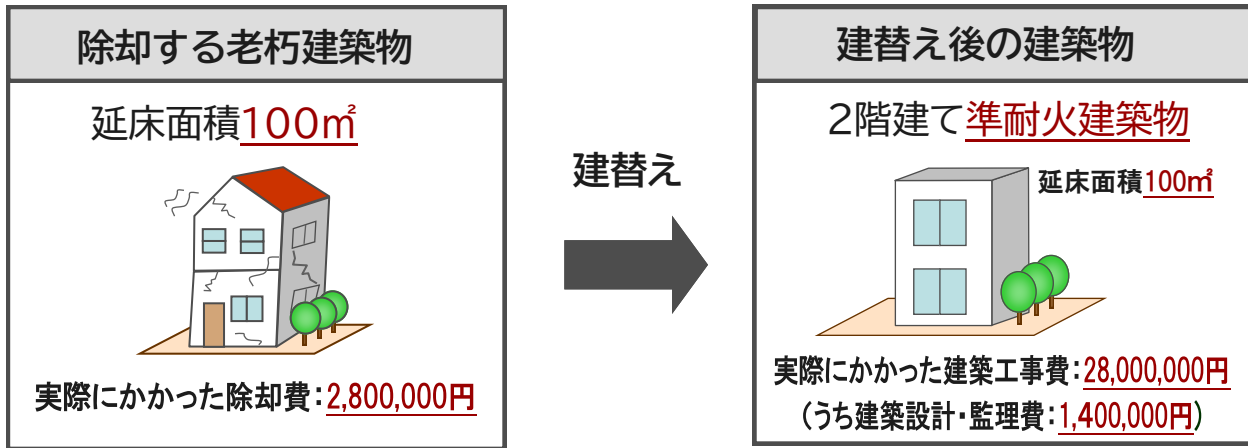 除却する老朽建築物
延床面積100㎡
実際にかかった除却費：2,800,000円
建替え
建替え後の建築物
2階建て準耐火建築物
延床面積100㎡
実際にかかった建築工事費：28,000,000円
（うち建築設計・監理費：1,400,000円）